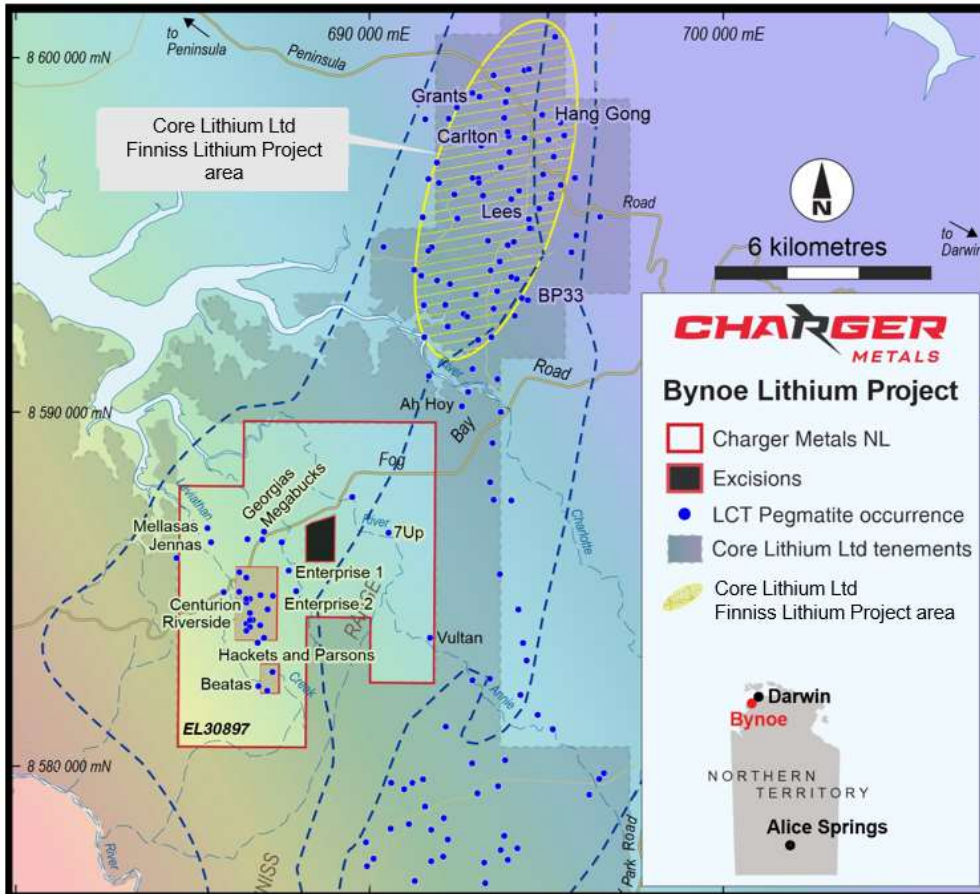 to
Peninsula
690 000 mE
700 000 mE
8 600 000 mN
Peninsula
Grants
Hang Gong
Carlton
Core Lithium Ltd
Finniss Lithium Project
area
Lees
Road
N
to
Darwin
6 kilometres
BP33
CHARGER
METALS
Bynoe Lithium Project
Charger Metals NL
Excisions
LCT Pegmatite occurrence
Core Lithium Ltd tenements
Core Lithium Ltd
Finniss Lithium Project area
River
Road
Ah Hoy
Bay
8 590 000 mN
Fog
Georgias
Megabucks
Leviathan
Mellasas
Jennas
River
7Up
Charlotte
Enterprise 1
Enterprise 2
Centurion
Riverside
RANGE
Vultan
Hackets and Parsons
Beatas
Creek
Annie
EL30897
Darwin
Bynoe
8 580 000 mN
NORTHERN
TERRITORY
Alice Springs
River
NISS
Park Road